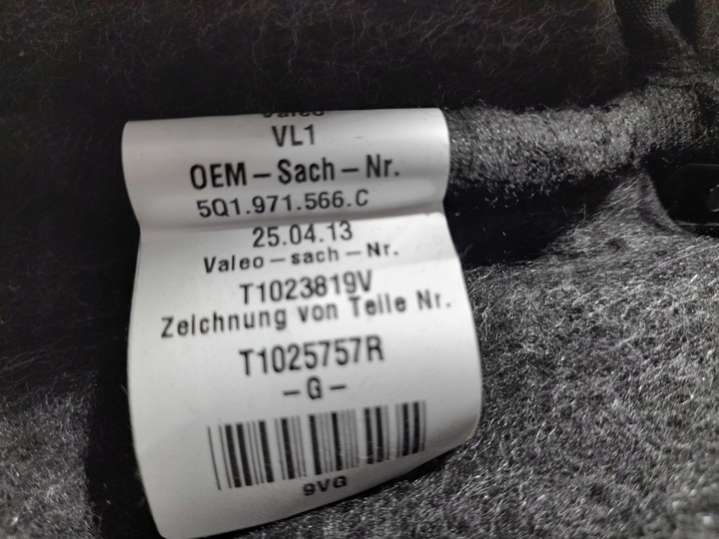 Valeo
VL1
OEM-Sach-Nr.
5Q1.971.566.C
25.04.13
Valeo-sach-Nr.
T1023819V
Zeichnung von Teile Nr.
T1025757R
-G-
9VG